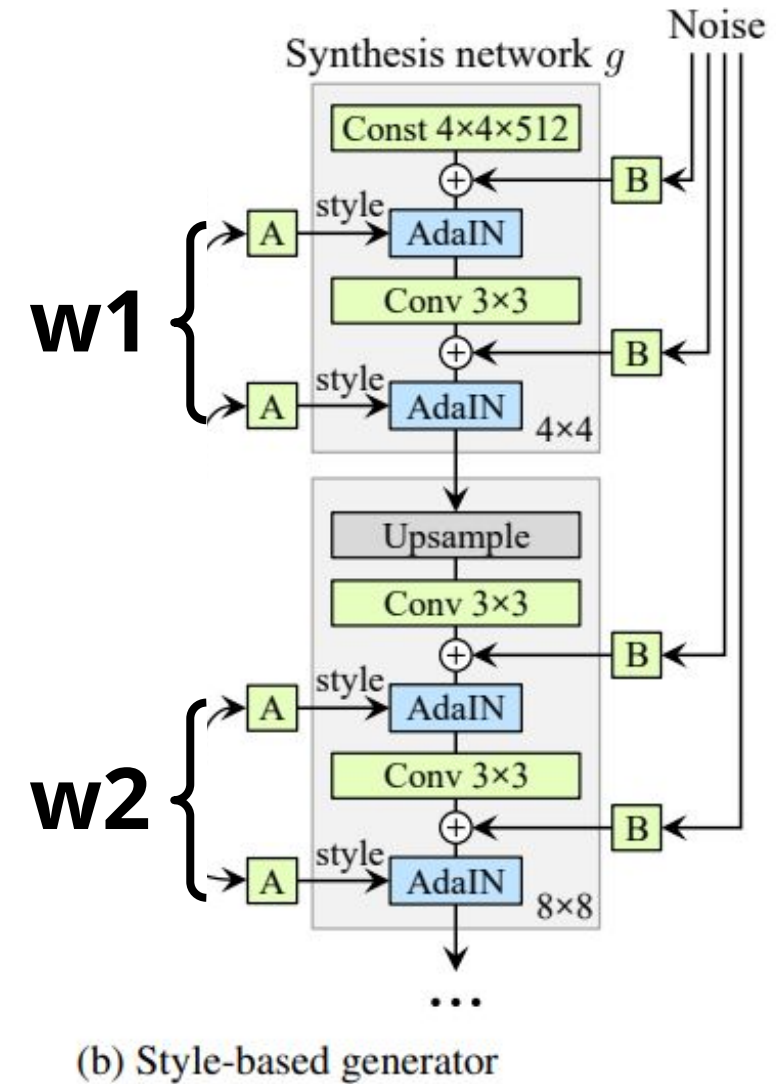 Noise
Synthesis network g
Const 4×4×512
B
style
A
AdaIN
Conv 3×3
w1
B
style
A
AdaIN
4×4
Upsample
Conv 3×3
B
style
A
AdaIN
Conv 3×3
w2
B
style
A
AdaIN
8×8
...
(b) Style-based generator